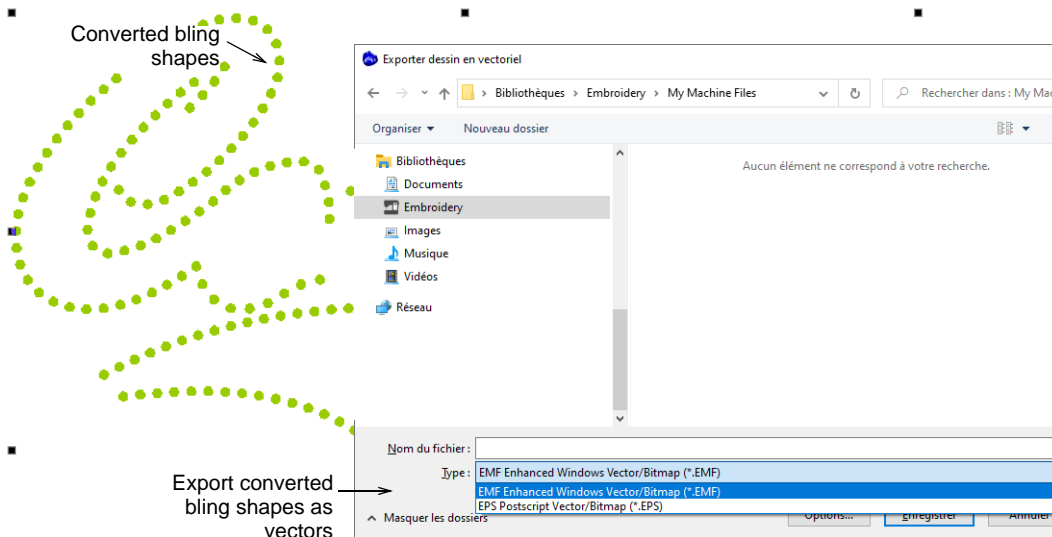 Converted bling
shapes
Exporter dessin en vectoriel
Bibliothèques > Embroidery > My Machine Files
Rechercher dans : My Mac
Organiser
Nouveau dossier
Bibliothèques
Documents
Embroidery
Images
Musique
Vidéos
Réseau
Aucun élément ne correspond à votre recherche.
Nom du fichier :
Type : EMF Enhanced Windows Vector/Bitmap (*.EMF)
EMF Enhanced Windows Vector/Bitmap (*.EMF)
EPS Postscript Vector/Bitmap (*.EPS)
Export converted
bling shapes as
vectors
Masquer les dossiers
Options...
Enregistrer
Annuler